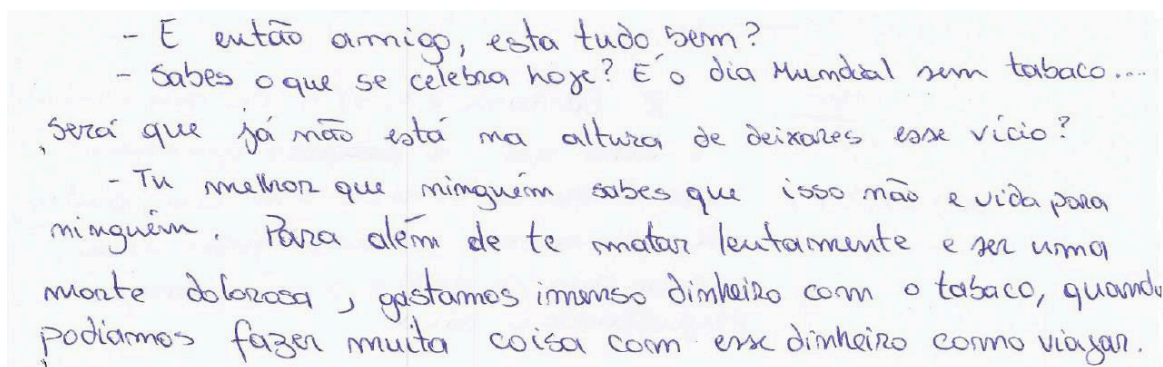 - E então amigo, esta tudo bem?
- Sabes o que se celebra hoje? E´o dia Mundial sem tabaco....
será que já não está na altura de deixares esse vício?
- Tu melhor que ninguém sabes que isso não e vida para
ninguém. Para além de te matar lentamente e ser uma
morte dolorosa, gastamos imenso dinheiro com o tabaco, quando
podíamos fazer muita coisa com esse dinheiro como viajar.